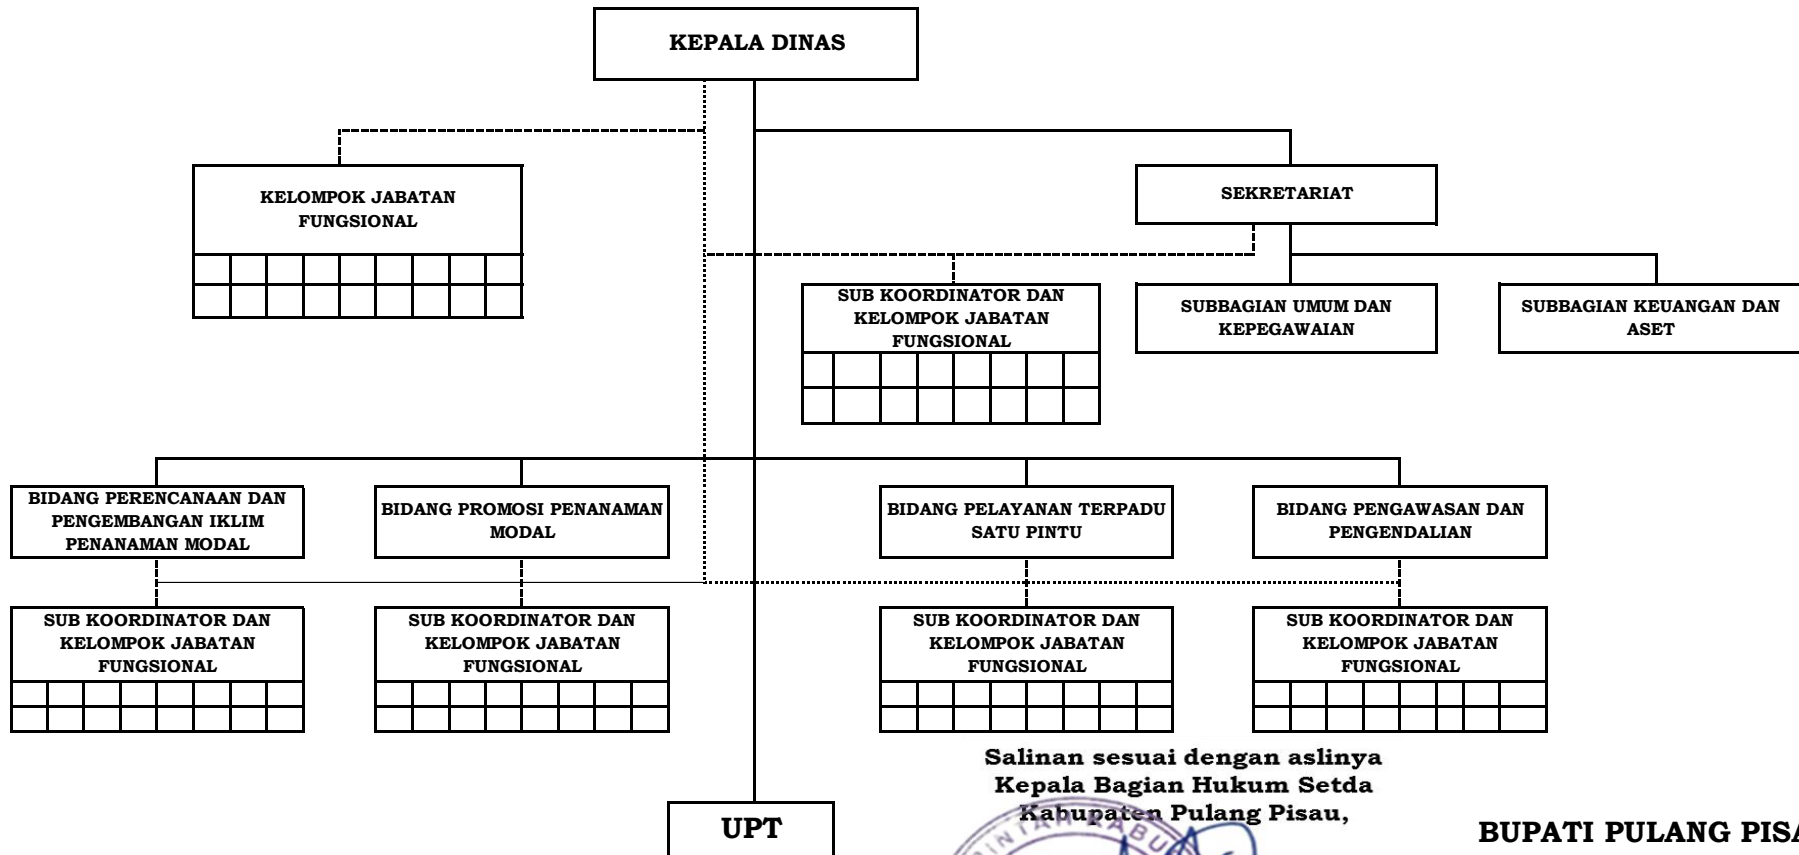 KEPALA DINAS
KELOMPOK JABATAN
FUNGSIONAL
SEKRETARIAT
SUB KOORDINATOR DAN
KELOMPOK JABATAN
FUNGSIONAL
SUBBAGIAN UMUM DAN
KEPEGAWAIAN
SUBBAGIAN KEUANGAN DAN
ASET
BIDANG PERENCANAAN DAN
PENGEMBANGAN IKLIM
PENANAMAN MODAL
BIDANG PROMOSI PENANAMAN
MODAL
BIDANG PELAYANAN TERPADU
SATU PINTU
BIDANG PENGAWASAN DAN
PENGENDALIAN
SUB KOORDINATOR DAN
KELOMPOK JABATAN
FUNGSIONAL
SUB KOORDINATOR DAN
KELOMPOK JABATAN
FUNGSIONAL
SUB KOORDINATOR DAN
KELOMPOK JABATAN
FUNGSIONAL
SUB KOORDINATOR DAN
KELOMPOK JABATAN
FUNGSIONAL
UPT
Salinan sesuai dengan aslinya
Kepala Bagian Hukum Setda
Kabupaten Pulang Pisau,
BUPATI PULANG